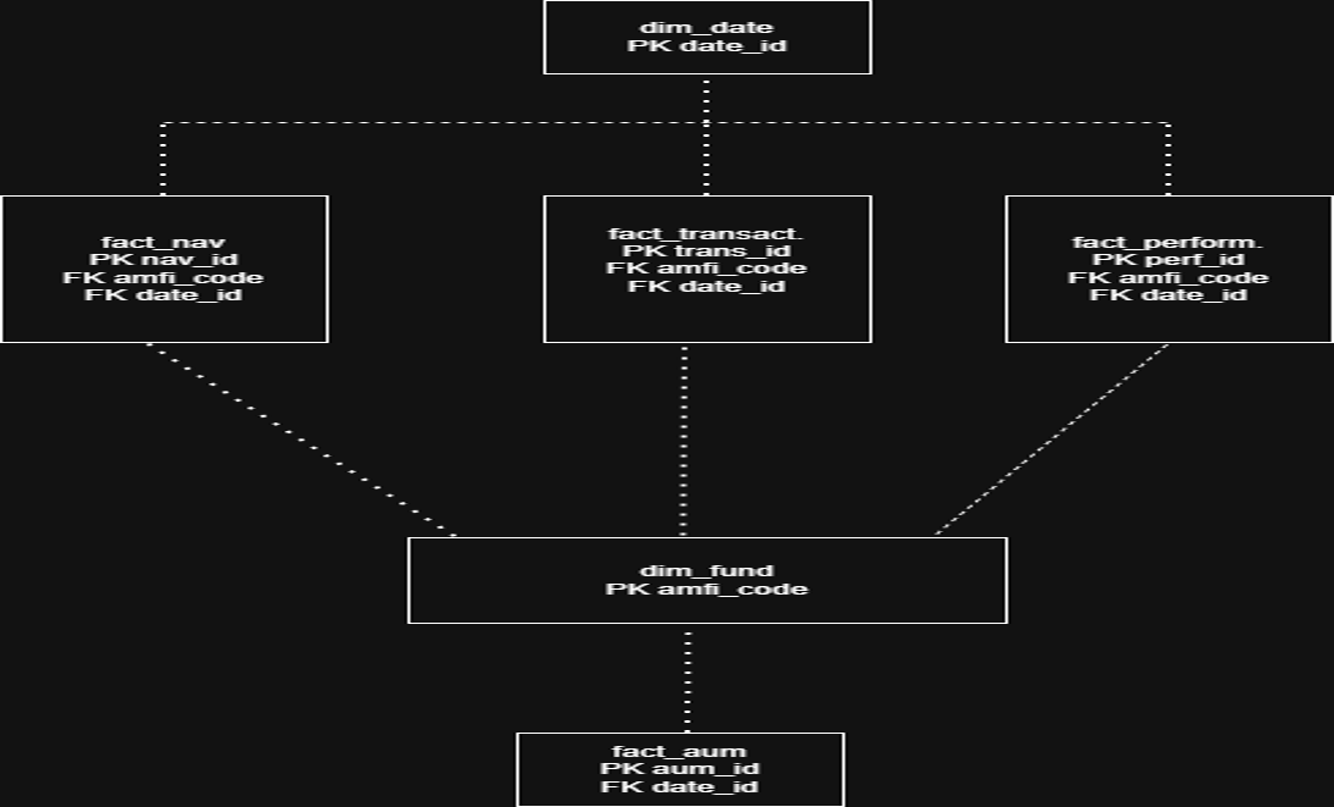 dim_date
PK date_id
fact_nav
PK nav_id
FK amfi_code
FK date_id
fact_transact.
PK trans_id
FK amfi_code
FK date_id
fact_perform.
PK perf_id
FK amfi_code
FK date_id
dim_fund
PK amfi_code
fact_aum
PK aum_id
FK date_id